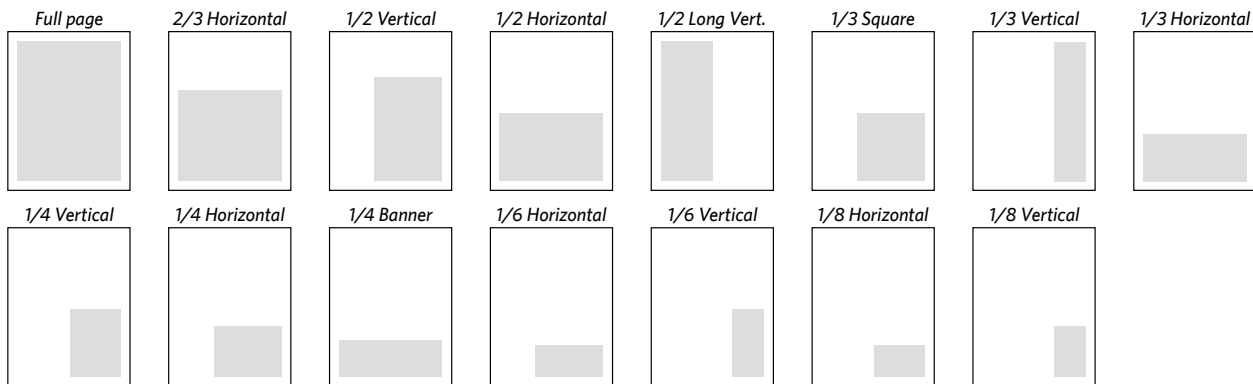 Full page 2/3 Horizontal 1/2 Vertical 1/2 Horizontal 1/2 Long Vert. 1/3 Square 1/3 Vertical 1/3 Horizontal
1/4 Vertical 1/4 Horizontal 1/4 Banner 1/6 Horizontal 1/6 Vertical 1/8 Horizontal 1/8 Vertical